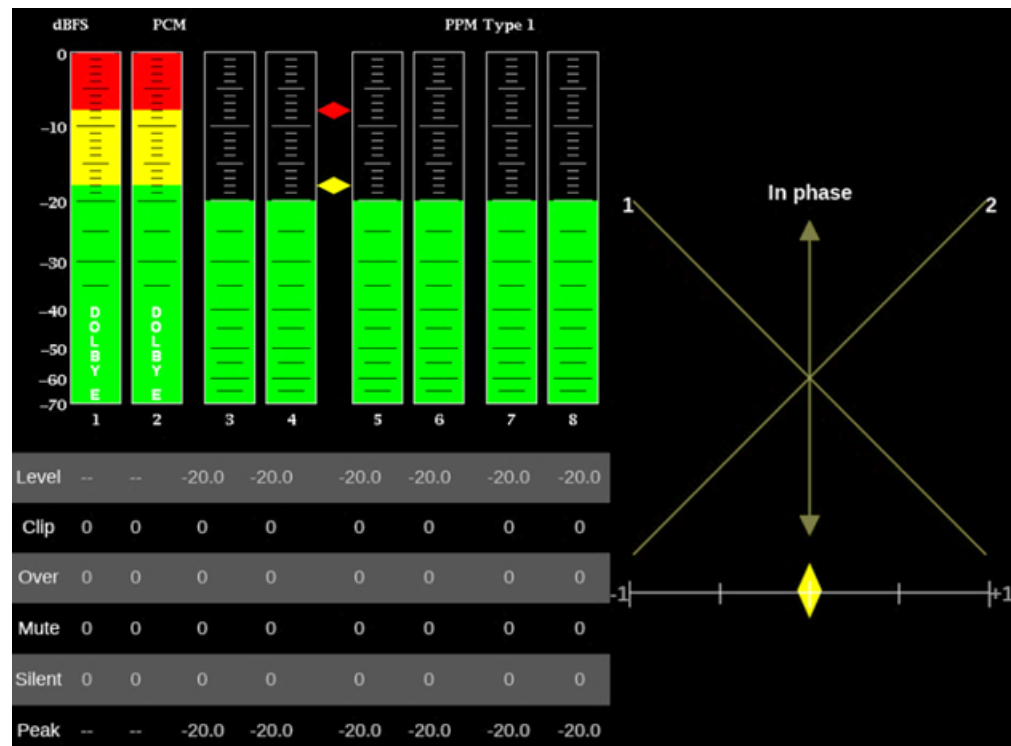 dBFS PCM PPM Type 1
0
-10
-20
-30
-40
-50
-60
-70
DOLBY E
DOLBY E
1 2 3 4 5 6 7 8
Level -- -- -20.0 -20.0 -20.0 -20.0 -20.0 -20.0
Clip 0 0 0 0 0 0 0 0
Over 0 0 0 0 0 0 0 0
Mute 0 0 0 0 0 0 0 0
Silent 0 0 0 0 0 0 0 0
Peak -- -- -20.0 -20.0 -20.0 -20.0 -20.0 -20.0
In phase
1 2
-1 +1